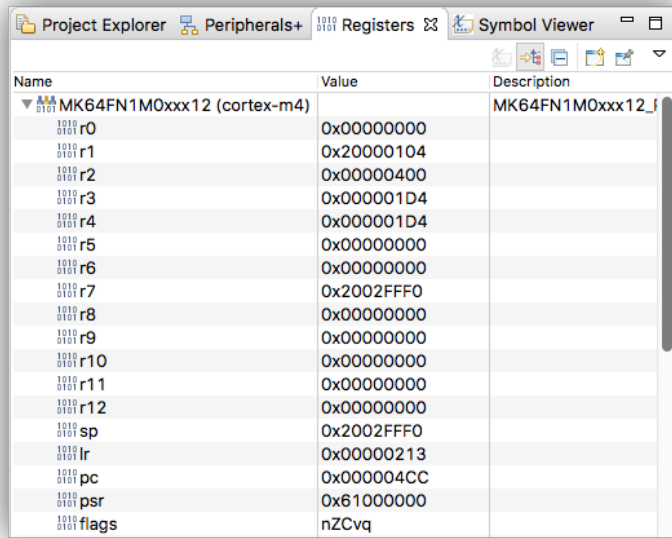 Project Explorer Peripherals+ Registers Symbol Viewer
Name Value Description
MK64FN1M0xxx12 (cortex-m4) MK64FN1M0xxx12_
r0 0x00000000
r1 0x20000104
r2 0x00000400
r3 0x000001D4
r4 0x000001D4
r5 0x00000000
r6 0x00000000
r7 0x2002FFF0
r8 0x00000000
r9 0x00000000
r10 0x00000000
r11 0x00000000
r12 0x00000000
sp 0x2002FFF0
lr 0x00000213
pc 0x000004CC
psr 0x61000000
flags nZCvq